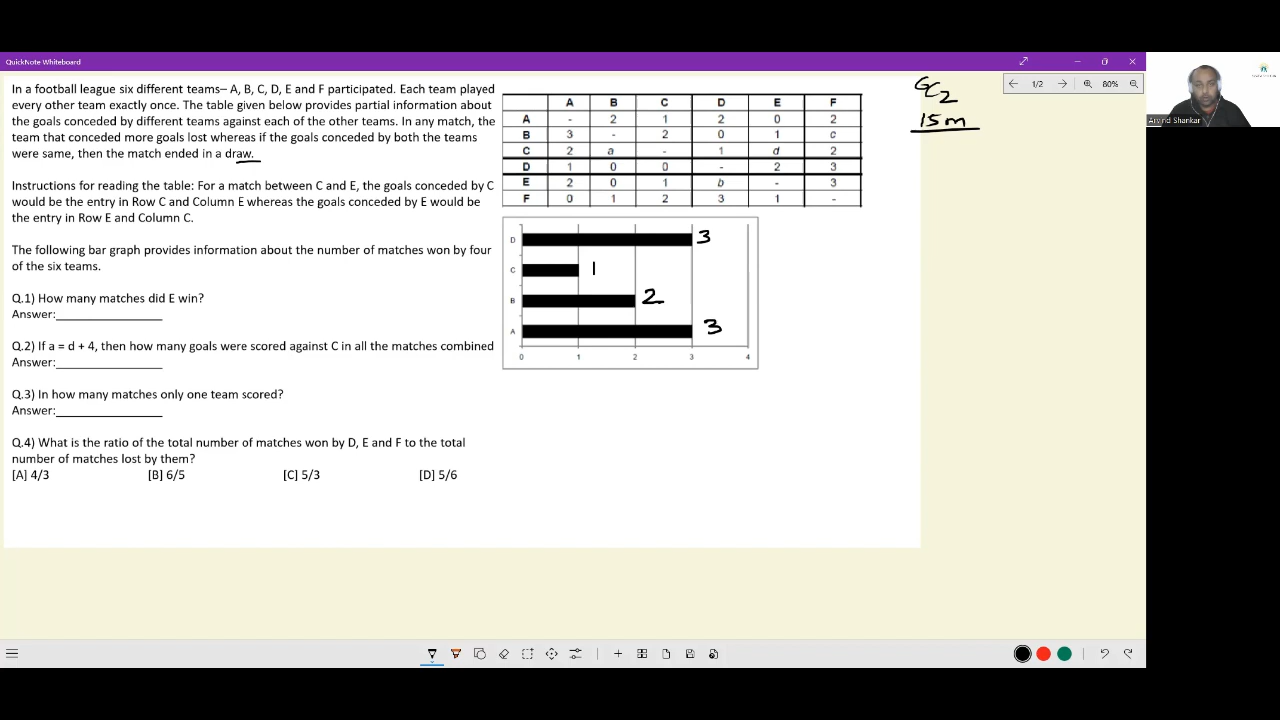 QuickNote Whiteboard
In a football league six different teams– A, B, C, D, E and F participated. Each team played
every other team exactly once. The table given below provides partial information about
the goals conceded by different teams against each of the other teams. In any match, the
team that conceded more goals lost whereas if the goals conceded by both the teams
were same, then the match ended in a draw.
Instructions for reading the table: For a match between C and E, the goals conceded by C
would be the entry in Row C and Column E whereas the goals conceded by E would be
the entry in Row E and Column C.
The following bar graph provides information about the number of matches won by four
of the six teams.
Q.1) How many matches did E win?
Answer:________________
Q.2) If a = d + 4, then how many goals were scored against C in all the matches combined
Answer:________________
Q.3) In how many matches only one team scored?
Answer:________________
Q.4) What is the ratio of the total number of matches won by D, E and F to the total
number of matches lost by them?
[A] 4/3 [B] 6/5 [C] 5/3 [D] 5/6
A B C D E F
A - 2 1 2 0 2
B 3 - 2 0 1 c
C 2 a - 1 d 2
D 1 0 0 - 2 3
E 2 0 1 b - 3
F 0 1 2 3 1 -
D 3
C 1
B 2
A 3
0 1 2 3 4
GC2
15m
1/2
80%
Arvind Shankar